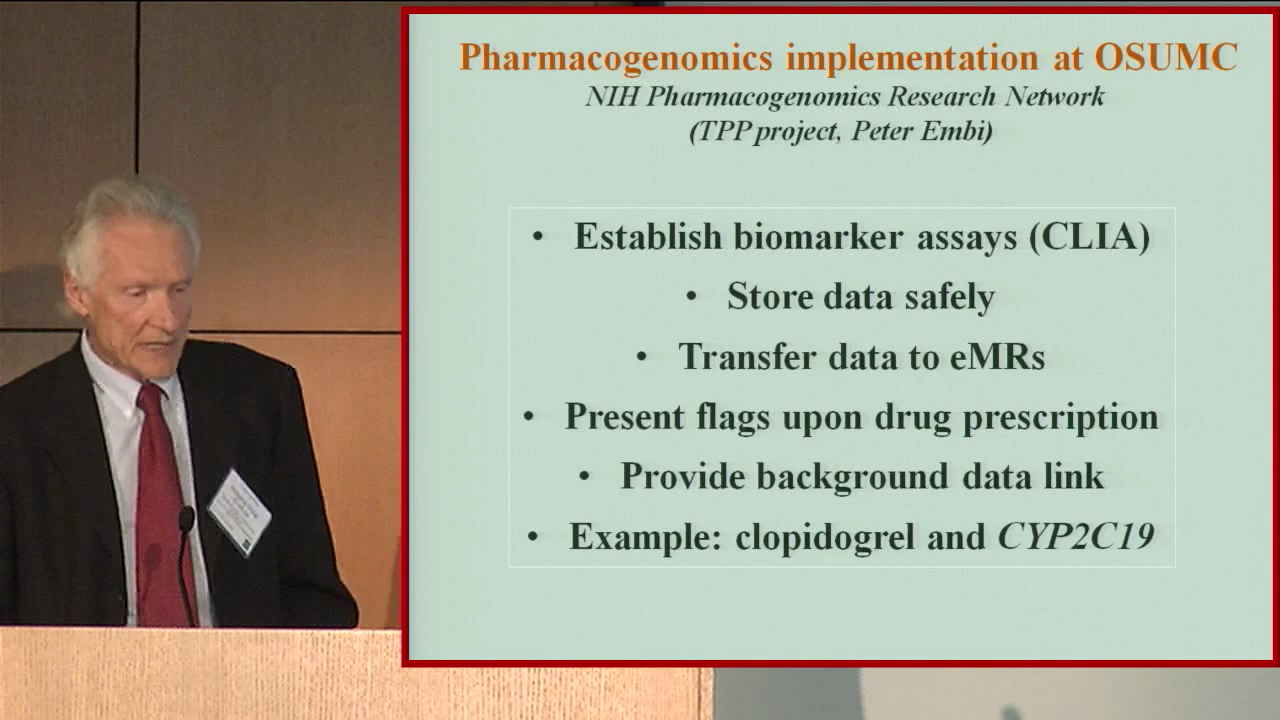 Pharmacogenomics implementation at OSUMC
NIH Pharmacogenomics Research Network
(TPP project, Peter Embi)
• Establish biomarker assays (CLIA)
• Store data safely
• Transfer data to eMRs
• Present flags upon drug prescription
• Provide background data link
• Example: clopidogrel and CYP2C19